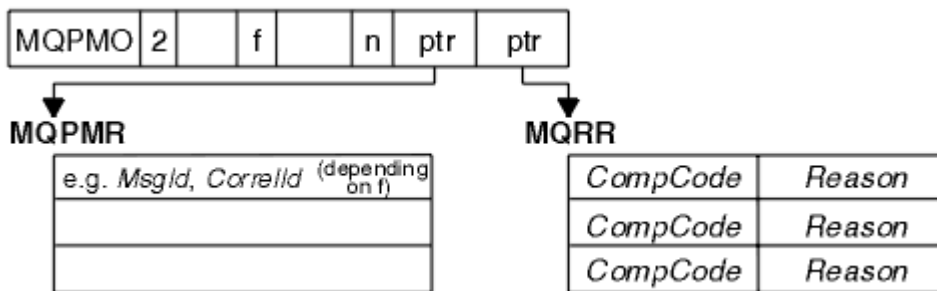 MQPMO 2 f n ptr ptr
MQPMR MQRR
e.g. MsgId, CorrelId (depending on f) CompCode Reason
CompCode Reason
CompCode Reason